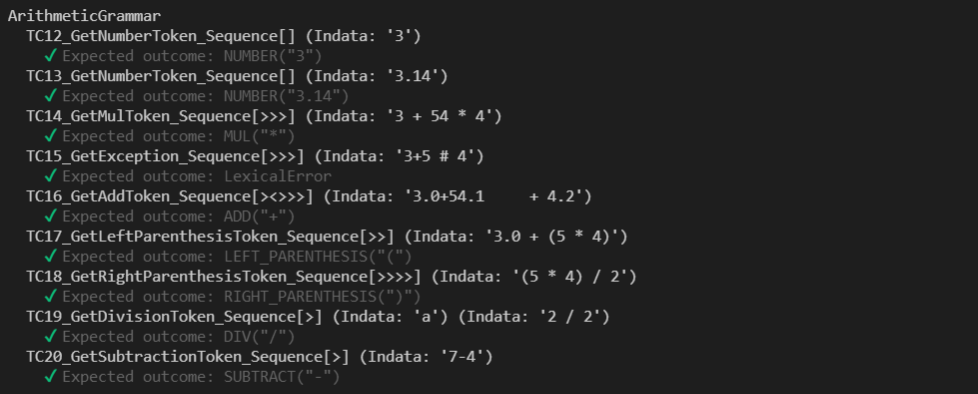 ArithmeticGrammar
TC12_GetNumberToken_Sequence[] (Indata: '3')
✓ Expected outcome: NUMBER("3")
TC13_GetNumberToken_Sequence[] (Indata: '3.14')
✓ Expected outcome: NUMBER("3.14")
TC14_GetMulToken_Sequence[>>>] (Indata: '3 + 54 * 4')
✓ Expected outcome: MUL("*")
TC15_GetException_Sequence[>>>] (Indata: '3+5 # 4')
✓ Expected outcome: LexicalError
TC16_GetAddToken_Sequence[><>>>] (Indata: '3.0+54.1     + 4.2')
✓ Expected outcome: ADD("+")
TC17_GetLeftParenthesisToken_Sequence[>>] (Indata: '3.0 + (5 * 4)')
✓ Expected outcome: LEFT_PARENTHESIS("(")
TC18_GetRightParenthesisToken_Sequence[>>>>] (Indata: '(5 * 4) / 2')
✓ Expected outcome: RIGHT_PARENTHESIS(")")
TC19_GetDivisionToken_Sequence[>] (Indata: 'a') (Indata: '2 / 2')
✓ Expected outcome: DIV("/")
TC20_GetSubtractionToken_Sequence[>] (Indata: '7-4')
✓ Expected outcome: SUBTRACT("-")